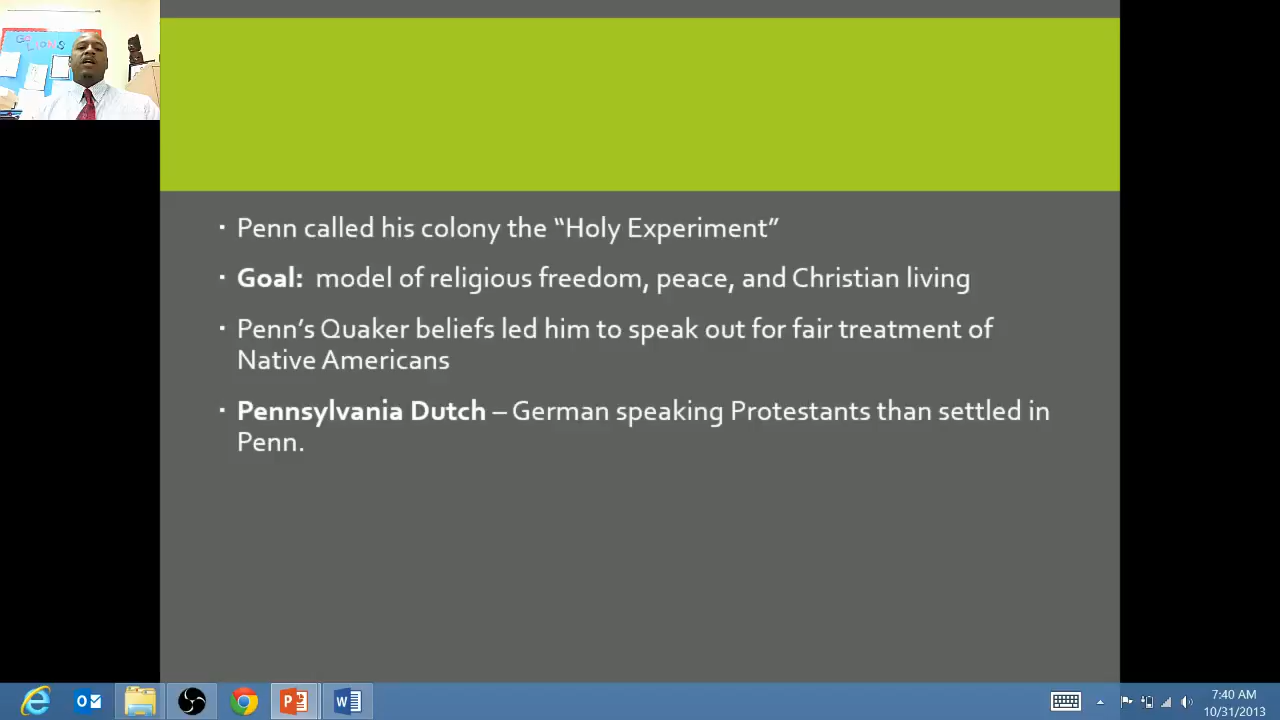 GO
LIONS
Penn called his colony the “Holy Experiment”
Goal: model of religious freedom, peace, and Christian living
Penn’s Quaker beliefs led him to speak out for fair treatment of
Native Americans
Pennsylvania Dutch – German speaking Protestants than settled in
Penn.
7:40 AM
10/31/2013